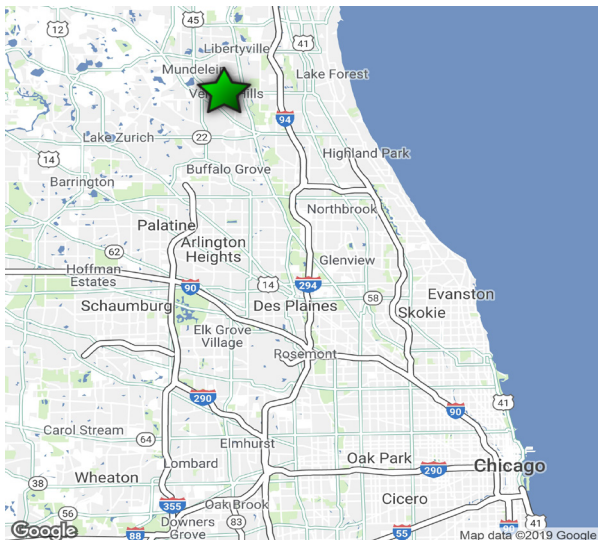 45
12
41
Libertyville
Mundelein
Lake Forest
94
22
Lake Zurich
14
Highland Park
Buffalo Grove
Barrington
Northbrook
Palatine
Arlington
Heights
62
Glenview
Hoffman
Estates
90
14
294
58
Evanston
Schaumburg
Des Plaines
Skokie
Elk Grove
Village
Rosemont
290
90
41
Carol Stream
64
Elmhurst
Lombard
Oak Park
290
Chicago
Wheaton
38
355
Oak Brook
Cicero
56
Downers
Grove
83
88
55
41
Google
Map data ©2019 Google